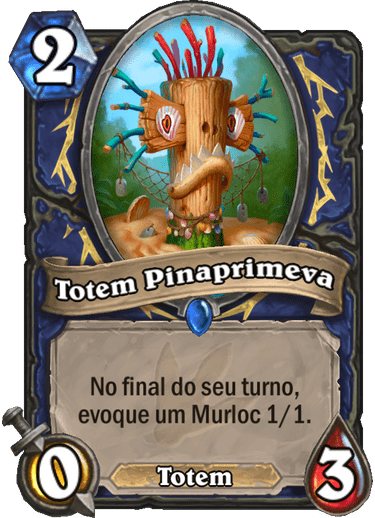 2
Totem Pinaprimeva
No final do seu turno,
evoque um Murloc 1/1.
0
Totem
3